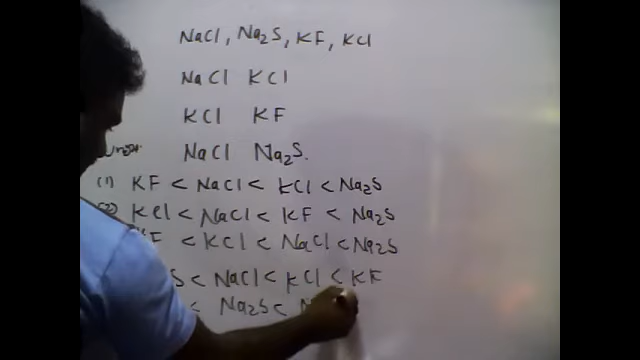 NaCl, Na2S, KF, KCl
NaCl KCl
KCl KF
NaCl Na2S.
(1) KF < NaCl < KCl < Na2S
(2) KCl < NaCl < KF < Na2S
KF < KCl < NaCl < Na2S
S < NaCl < KCl < KF
< Na2S < N